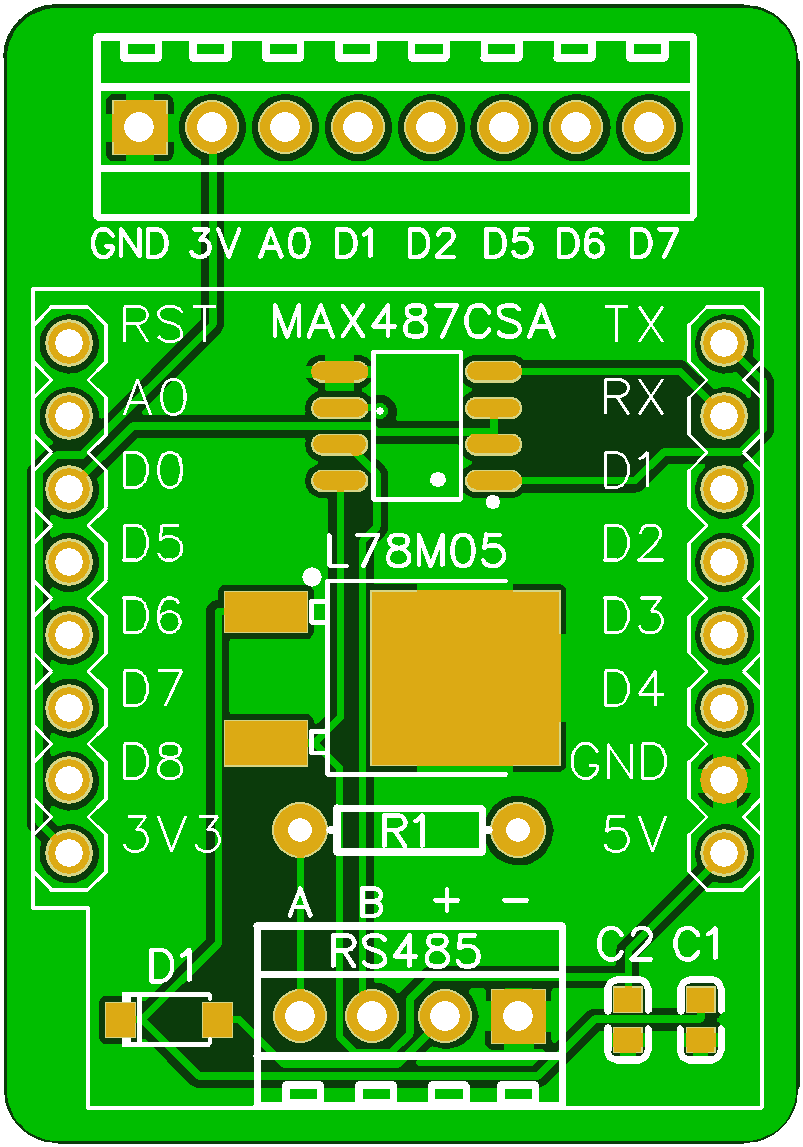 GND 3V A0 D1 D2 D5 D6 D7
RST MAX487CSA TX
A0 RX
D0 D1
D5 L78M05 D2
D6 D3
D7 D4
D8 GND
3V3 R1 5V
A B + -
D1 RS485 C2 C1